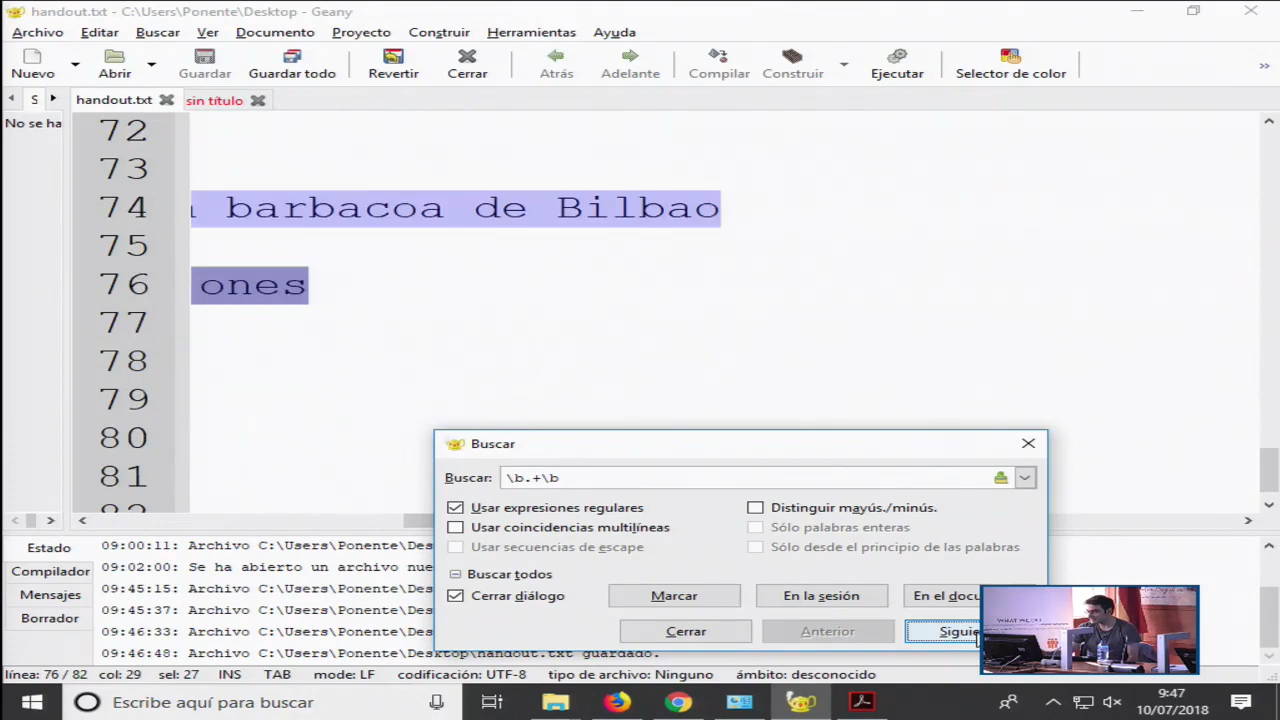 handout.txt - C:\Users\Ponente\Desktop - Geany
Archivo Editar Buscar Ver Documento Proyecto Construir Herramientas Ayuda
Nuevo Abrir Guardar Guardar todo Revertir Cerrar Atrás Adelante Compilar Construir Ejecutar Selector de color
S handout.txt sin título
No se ha
72
73
74 barbacoa de Bilbao
75
76 ones
77
78
79
80
81
Buscar
Buscar: \b.+\b
Usar expresiones regulares Distinguir mayús./minús.
Usar coincidencias multilíneas Sólo palabras enteras
Usar secuencias de escape Sólo desde el principio de las palabras
Buscar todos
Cerrar diálogo Marcar En la sesión En el docu
Cerrar Anterior Siguie
Estado
Compilador
Mensajes
Borrador
09:00:11: Archivo C:\Users\Ponente\Des
09:02:00: Se ha abierto un archivo nue
09:45:15: Archivo C:\Users\Ponente\Des
09:45:37: Archivo C:\Users\Ponente\Des
09:46:33: Archivo C:\Users\Ponente\Des
09:46:48: Archivo C:\Users\Ponente\Desktop\handout.txt guardado.
línea: 76 / 82 col: 29 sel: 27 INS TAB mode: LF codificación: UTF-8 tipo de archivo: Ninguno ámbito: desconocido
Escribe aquí para buscar
9:47
10/07/2018